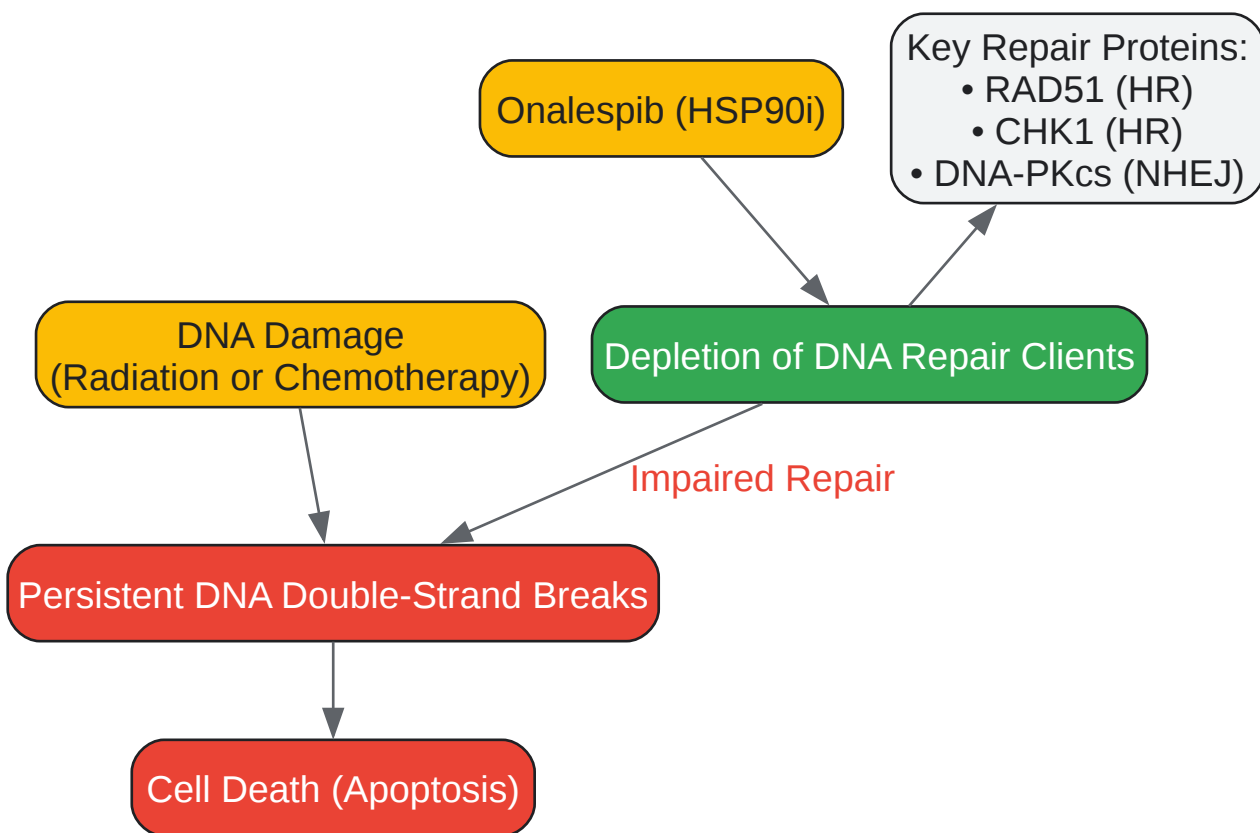 Key Repair Proteins:
• RAD51 (HR)
• CHK1 (HR)
• DNA-PKcs (NHEJ)
Onalespib (HSP90i)
DNA Damage
(Radiation or Chemotherapy)
Depletion of DNA Repair Clients
Impaired Repair
Persistent DNA Double-Strand Breaks
Cell Death (Apoptosis)